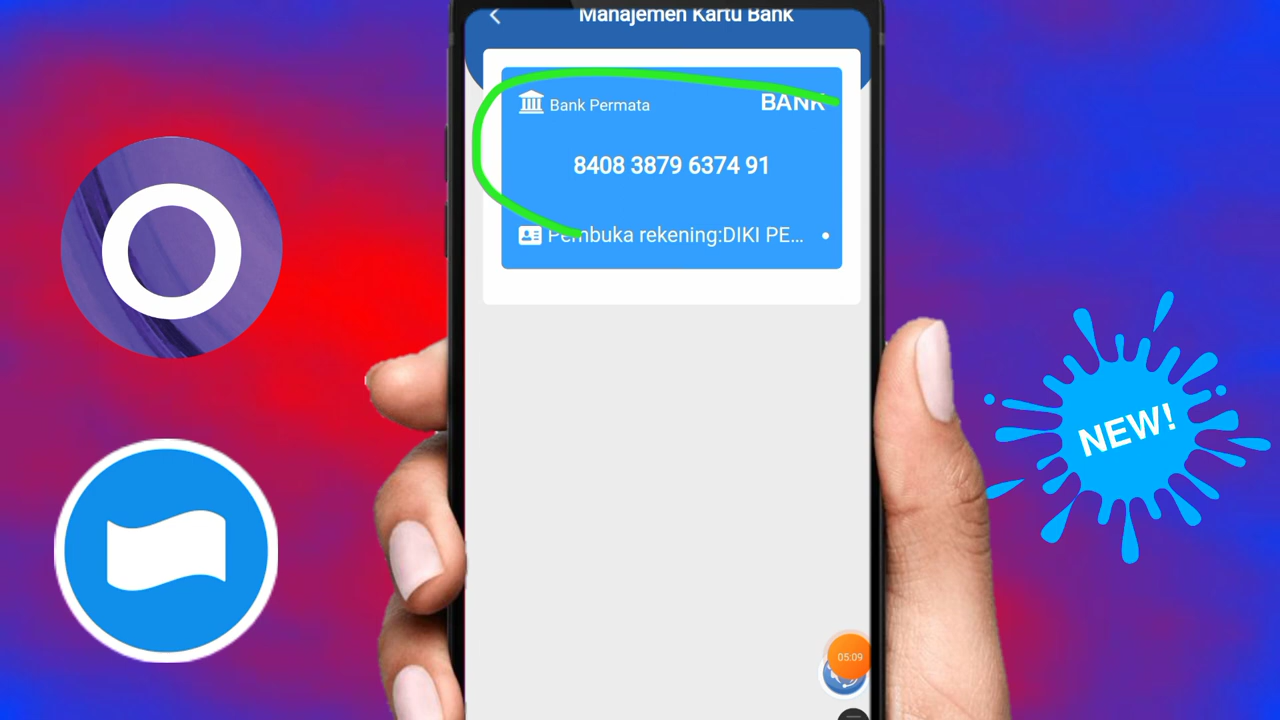 Manajemen Kartu Bank
Bank Permata
BANK
8408 3879 6374 91
Pembuka rekening:DIKI PE...
NEW!
05:09